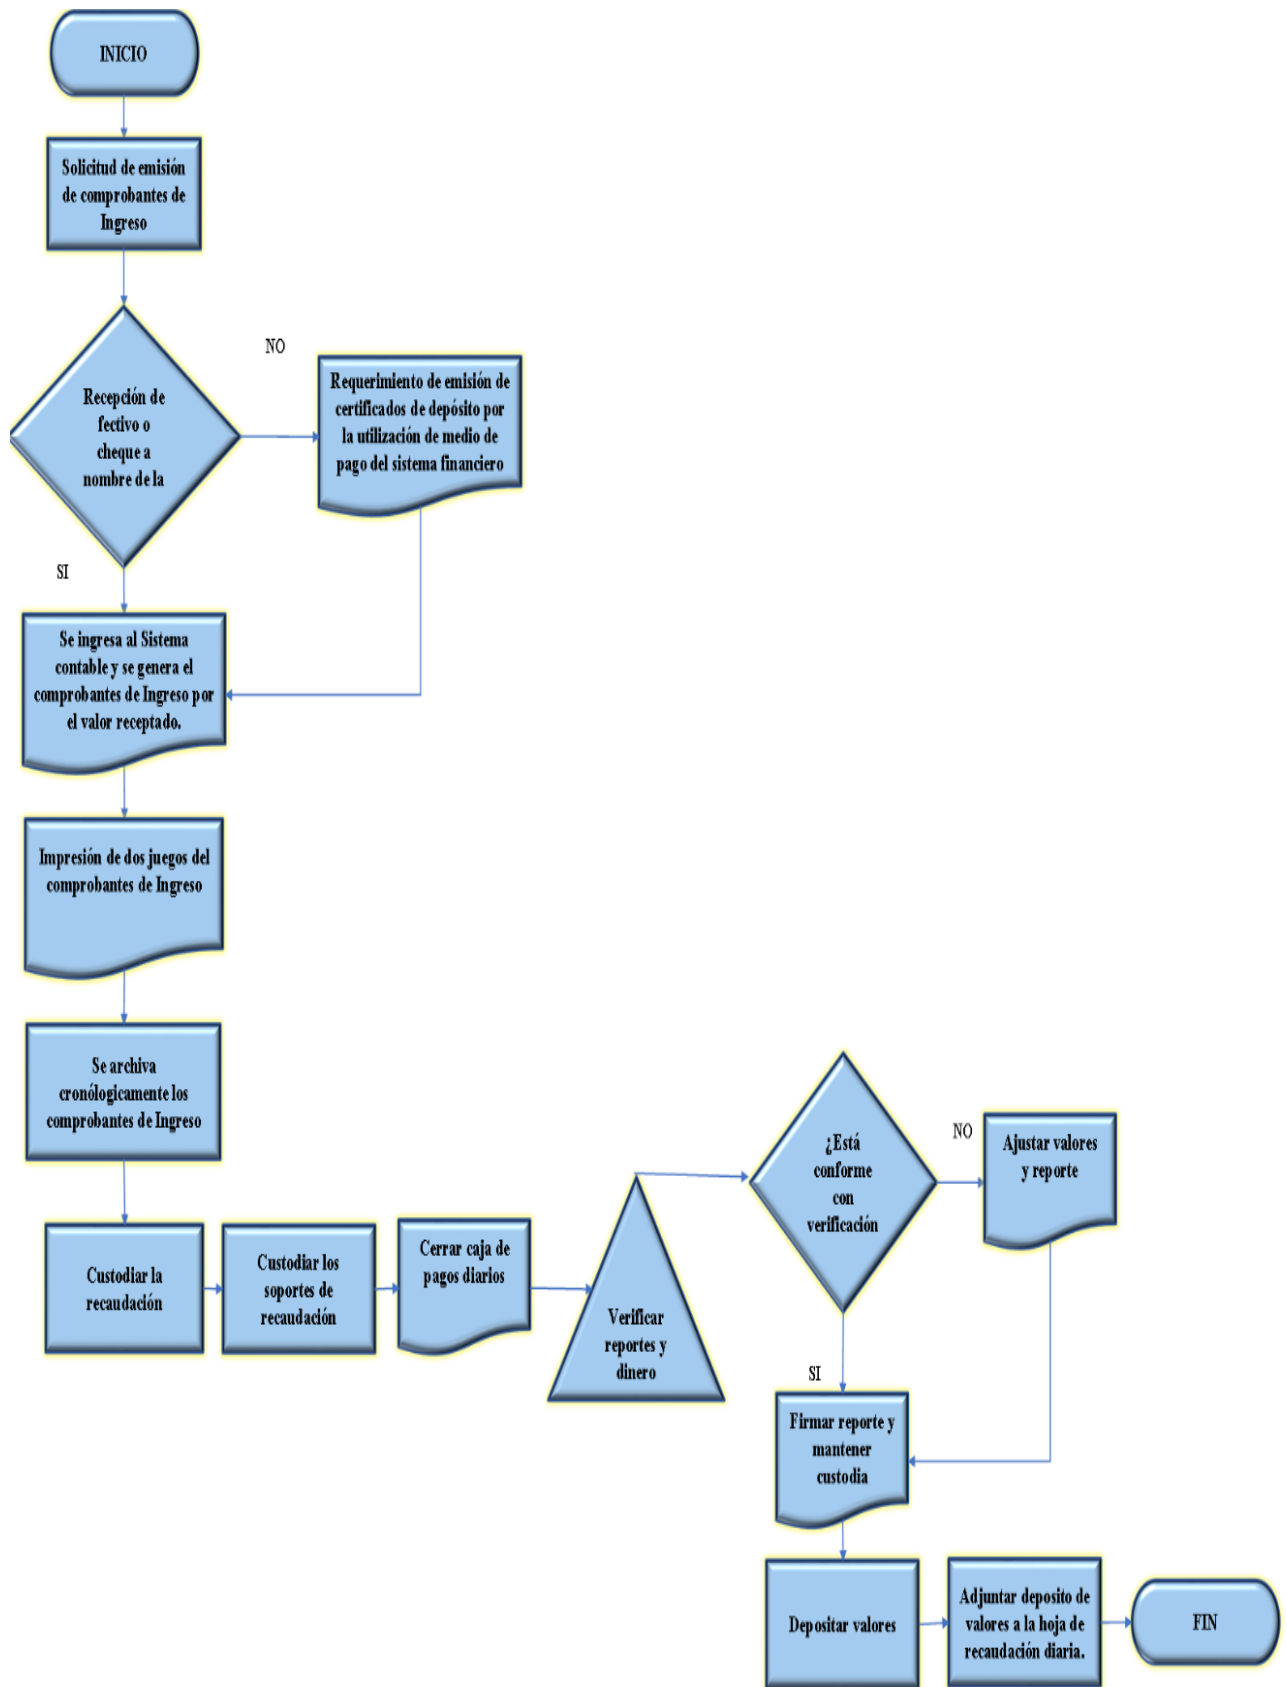 INICIO
Solicitud de emisión
de comprobantes de
Ingreso
Recepción de
fectivo o
cheque a
nombre de la
NO
Requerimiento de emisión de
certificados de depósito por
la utilización de medio de
pago del sistema financiero
SI
Se ingresa al Sistema
contable y se genera el
comprobantes de Ingreso por
el valor receptado.
Impresión de dos juegos del
comprobantes de Ingreso
Se archiva
cronólogicamente los
comprobantes de Ingreso
Custodiar la
recaudación
Custodiar los
soportes de
recaudación
Cerrar caja de
pagos diarios
Verificar
reportes y
dinero
¿Está
conforme
con
verificación
NO
Ajustar valores
y reporte
SI
Firmar reporte y
mantener
custodia
Depositar valores
Adjuntar deposito de
valores a la hoja de
recaudación diaria.
FIN